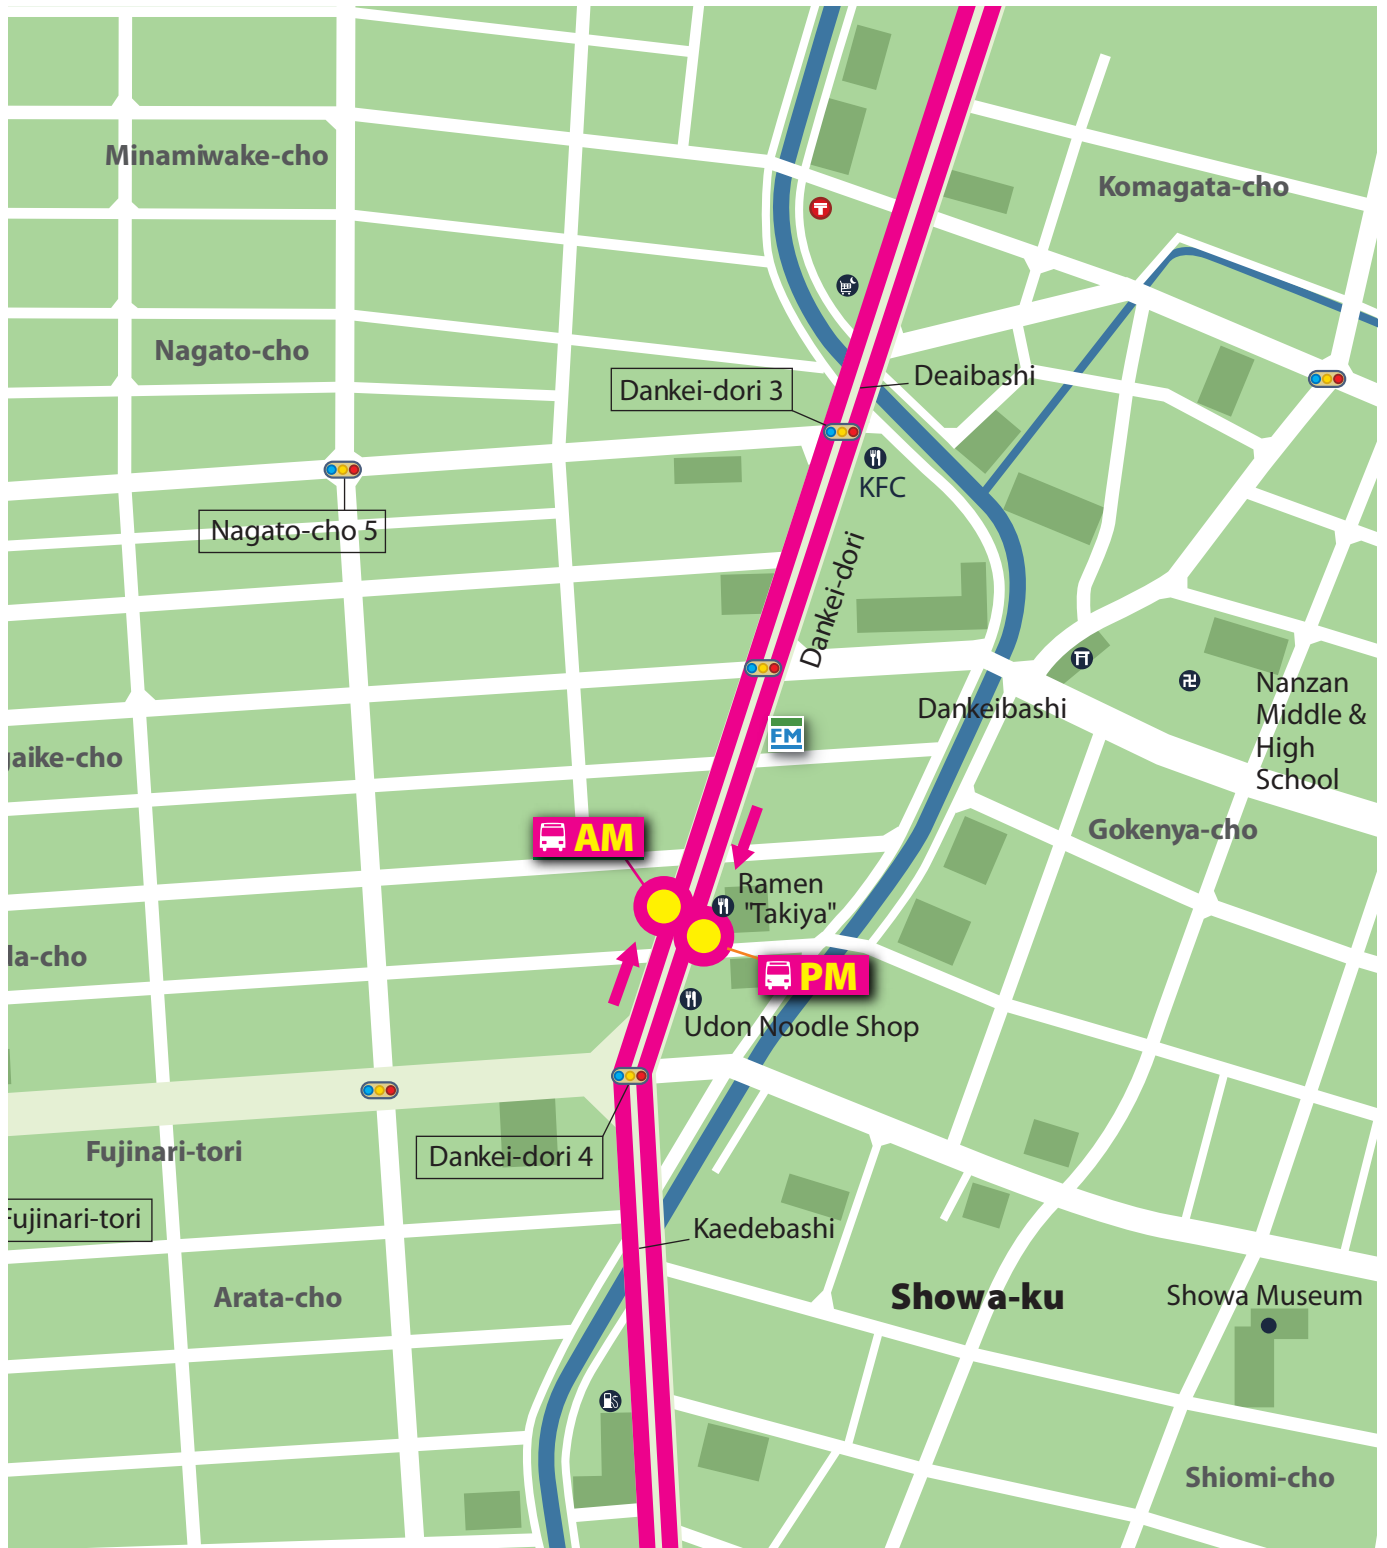 Minamiwake-cho
Komagata-cho
Nagato-cho
Dankei-dori 3
Deaibashi
KFC
Nagato-cho 5
Dankei-dori
Dankeibashi
Nanzan
Middle &
High
School
FM
gaike-cho
AM
Gokenya-cho
Ramen
"Takiya"
la-cho
PM
Udon Noodle Shop
Fujinari-tori
Dankei-dori 4
Fujinari-tori
Kaedebashi
Arata-cho
Showa-ku
Showa Museum
Shiomi-cho